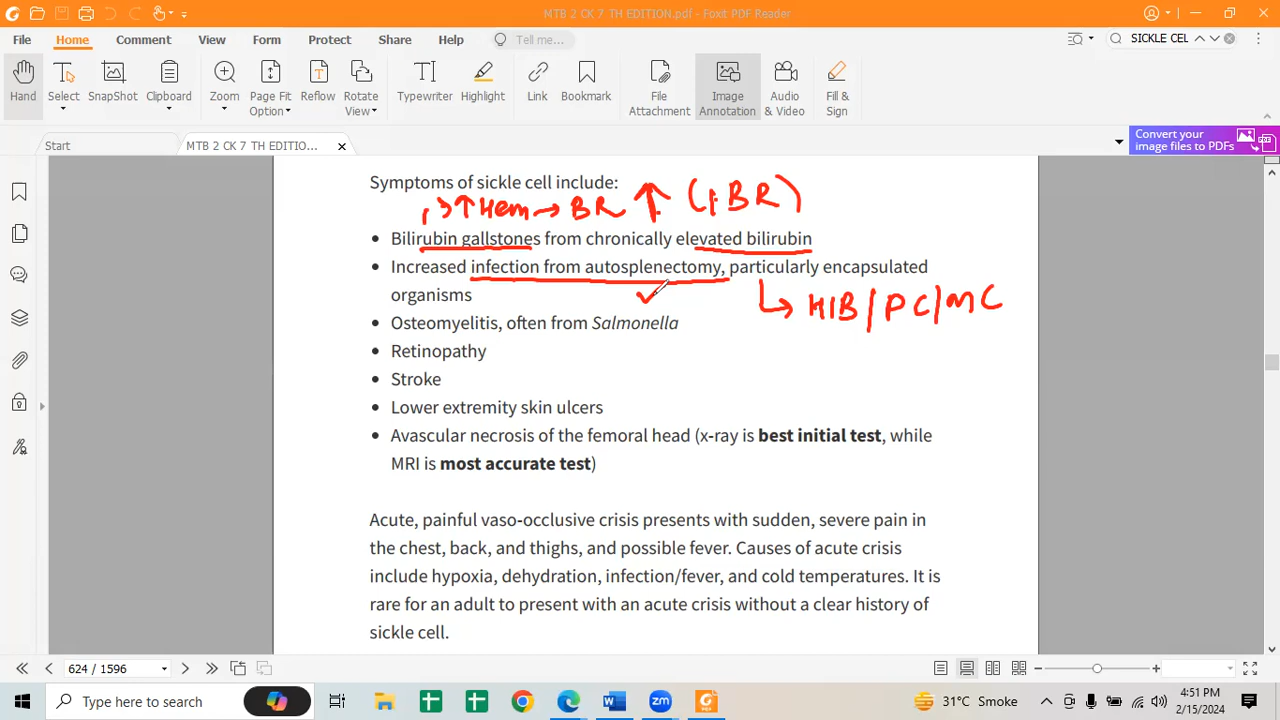 MTB 2 CK 7 TH EDITION.pdf - Foxit PDF Reader
File Home Comment View Form Protect Share Help Tell me... SICKLE CEL
Hand Select SnapShot Clipboard Zoom Page Fit Option Reflow Rotate View Typewriter Highlight Link Bookmark File Attachment Image Annotation Audio & Video Fill & Sign
Start MTB 2 CK 7 TH EDITIO... Convert your image files to PDFs
Symptoms of sickle cell include:
↑Hem → BR ↑ (↑BR)
• Bilirubin gallstones from chronically elevated bilirubin
• Increased infection from autosplenectomy, particularly encapsulated
organisms
HIB/PC/MC
• Osteomyelitis, often from Salmonella
• Retinopathy
• Stroke
• Lower extremity skin ulcers
• Avascular necrosis of the femoral head (x-ray is best initial test, while
MRI is most accurate test)
Acute, painful vaso-occlusive crisis presents with sudden, severe pain in
the chest, back, and thighs, and possible fever. Causes of acute crisis
include hypoxia, dehydration, infection/fever, and cold temperatures. It is
rare for an adult to present with an acute crisis without a clear history of
sickle cell.
624 / 1596
Type here to search 31°C Smoke 4:51 PM
2/15/2024